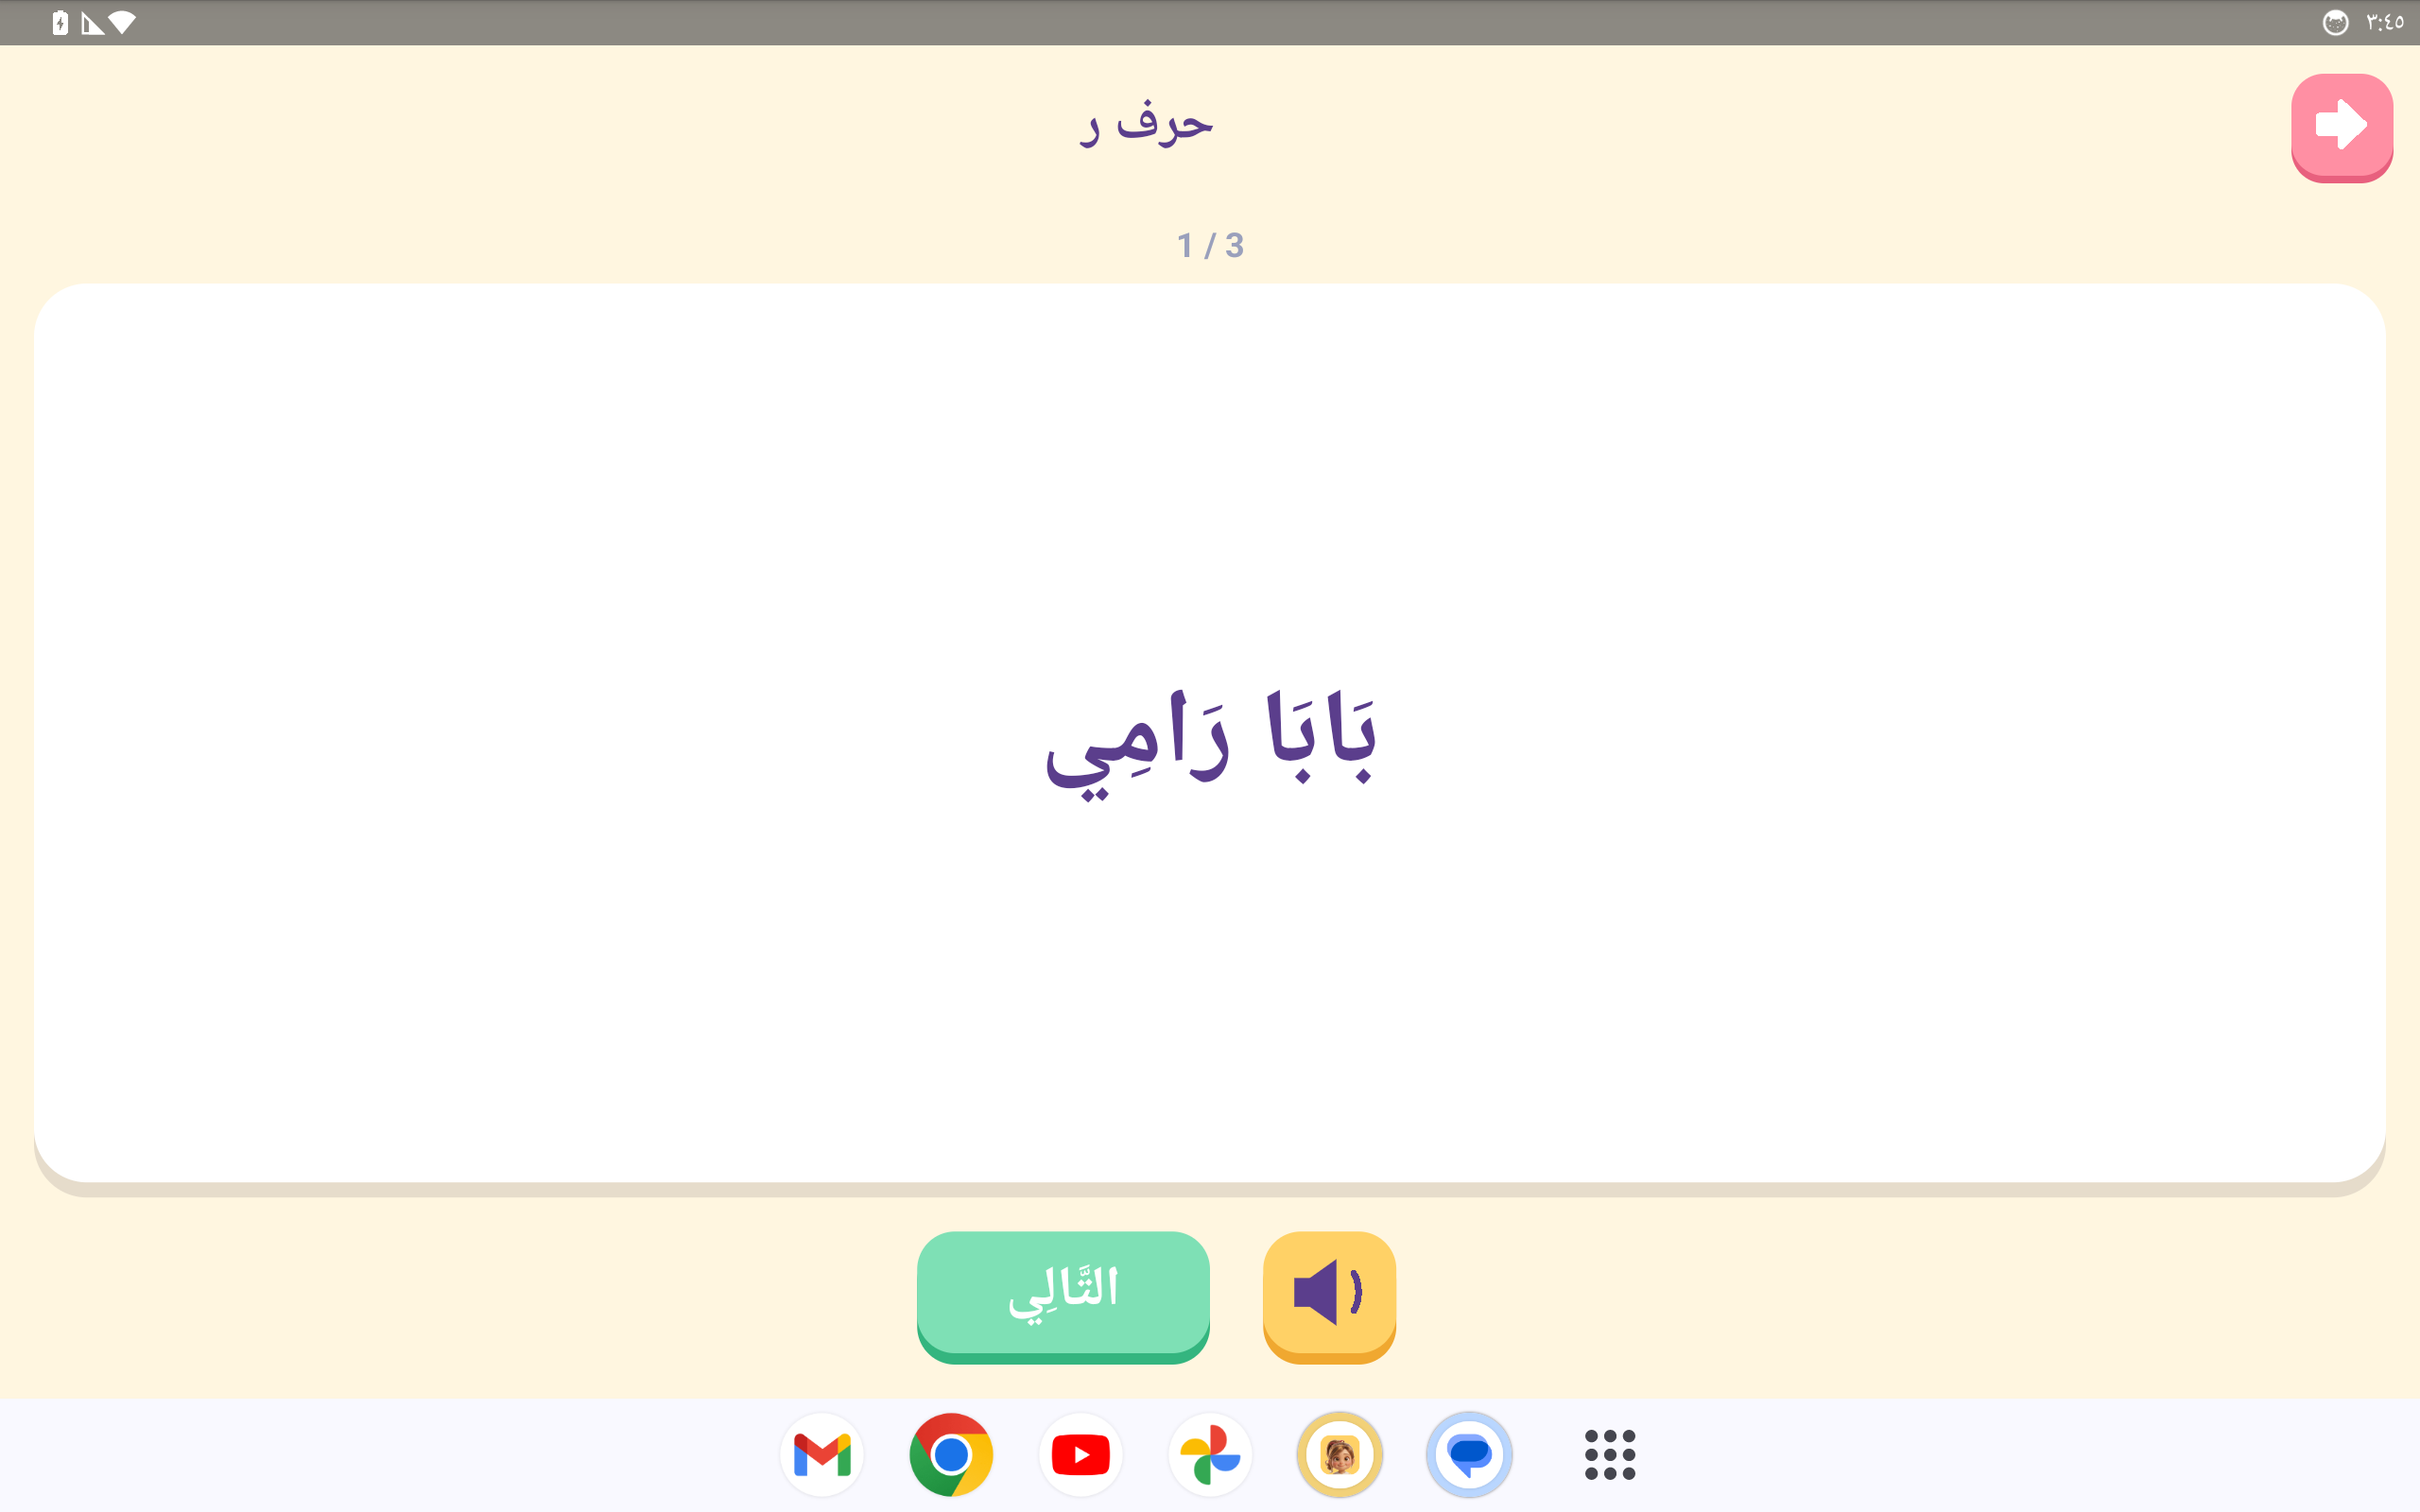 ٣:٤٥
حرف ر
1 / 3
بَابَا رَامِي
التَّالِي